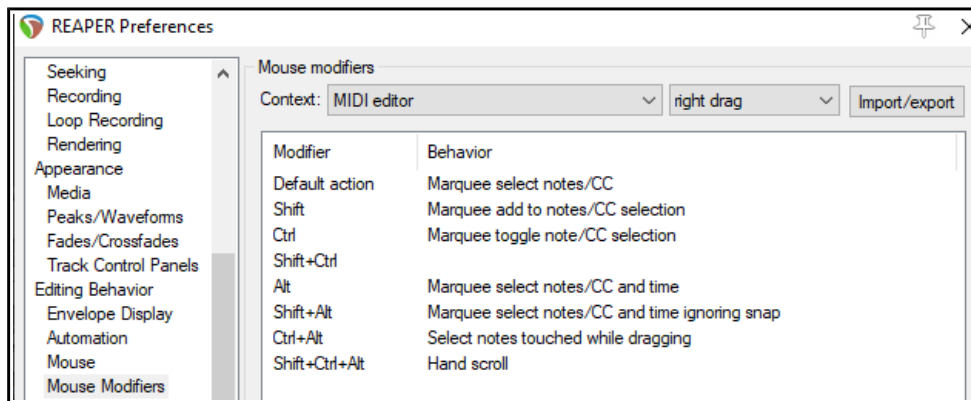 REAPER Preferences
Seeking
Recording
Loop Recording
Rendering
Appearance
Media
Peaks/Waveforms
Fades/Crossfades
Track Control Panels
Editing Behavior
Envelope Display
Automation
Mouse
Mouse Modifiers
Mouse modifiers
Context: MIDI editor right drag Import/export
Modifier Behavior
Default action Marquee select notes/CC
Shift Marquee add to notes/CC selection
Ctrl Marquee toggle note/CC selection
Shift+Ctrl
Alt Marquee select notes/CC and time
Shift+Alt Marquee select notes/CC and time ignoring snap
Ctrl+Alt Select notes touched while dragging
Shift+Ctrl+Alt Hand scroll